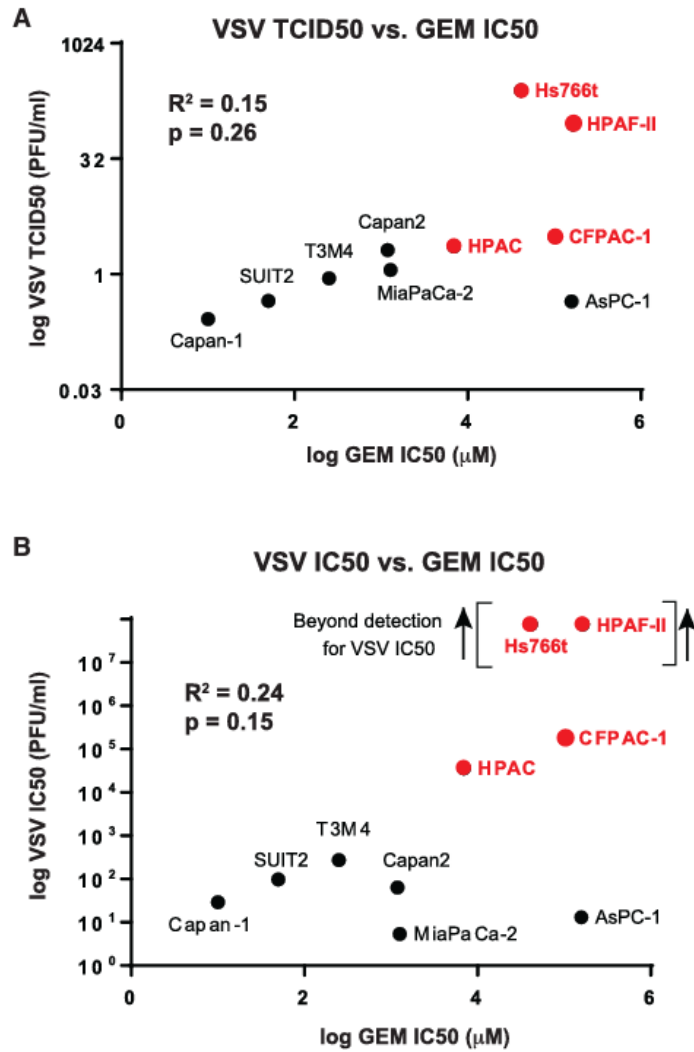 A
VSV TCID50 vs. GEM IC50
1024
32
1
0.03
log VSV TCID50 (PFU/ml)
R² = 0.15
p = 0.26
Hs766t
HPAF-II
Capan2
HPAC
CFPAC-1
T3M4
SUIT2
MiaPaCa-2
AsPC-1
Capan-1
0 2 4 6
log GEM IC50 (μM)
B
VSV IC50 vs. GEM IC50
Beyond detection
for VSV IC50
Hs766t
HPAF-II
10⁷
10⁶
10⁵
10⁴
10³
10²
10¹
10⁰
log VSV IC50 (PFU/ml)
R² = 0.24
p = 0.15
CFPAC-1
HPAC
T3M4
SUIT2
Capan2
Capan-1
MiaPaCa-2
AsPC-1
0 2 4 6
log GEM IC50 (μM)